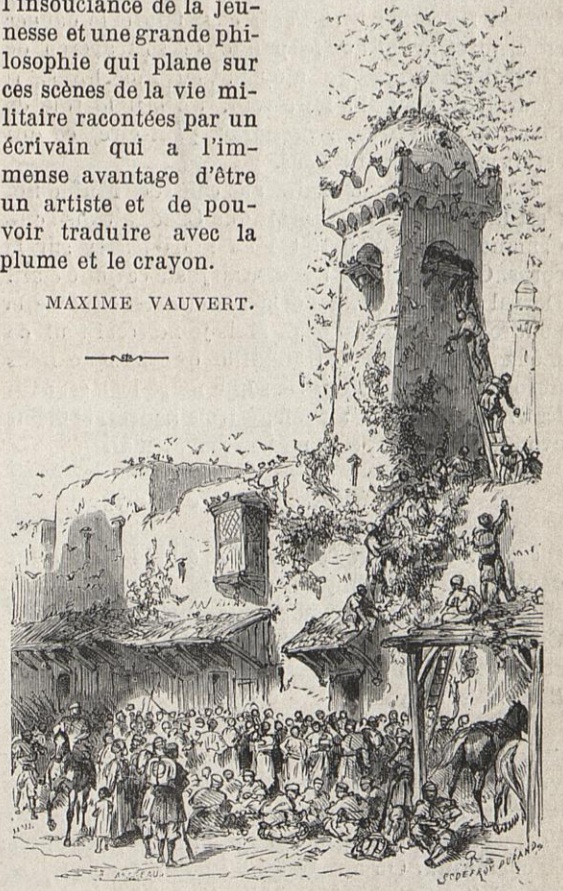 l'insouciance de la jeu-
nesse et une grande phi-
losophie qui plane sur
ces scènes de la vie mi-
litaire racontées par un
écrivain qui a l'im-
mense avantage d'être
un artiste et de pou-
voir traduire avec la
plume et le crayon.
MAXIME VAUVERT.
GODEFROY DURAND